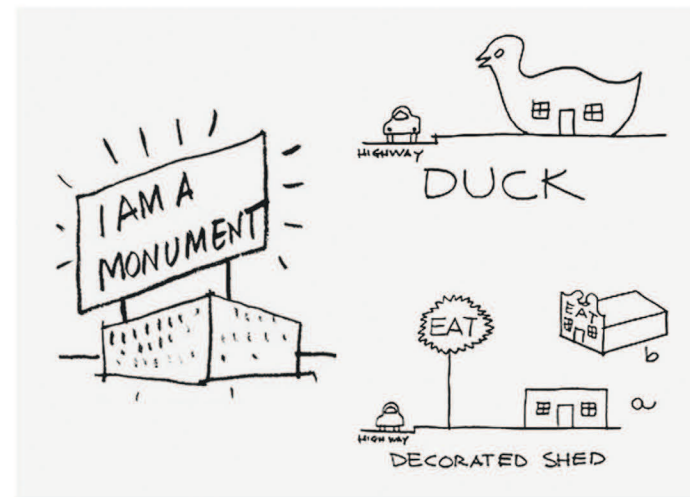 I AM A
MONUMENT
HIGHWAY
DUCK
EAT
EAT
b
a
HIGHWAY
DECORATED SHED